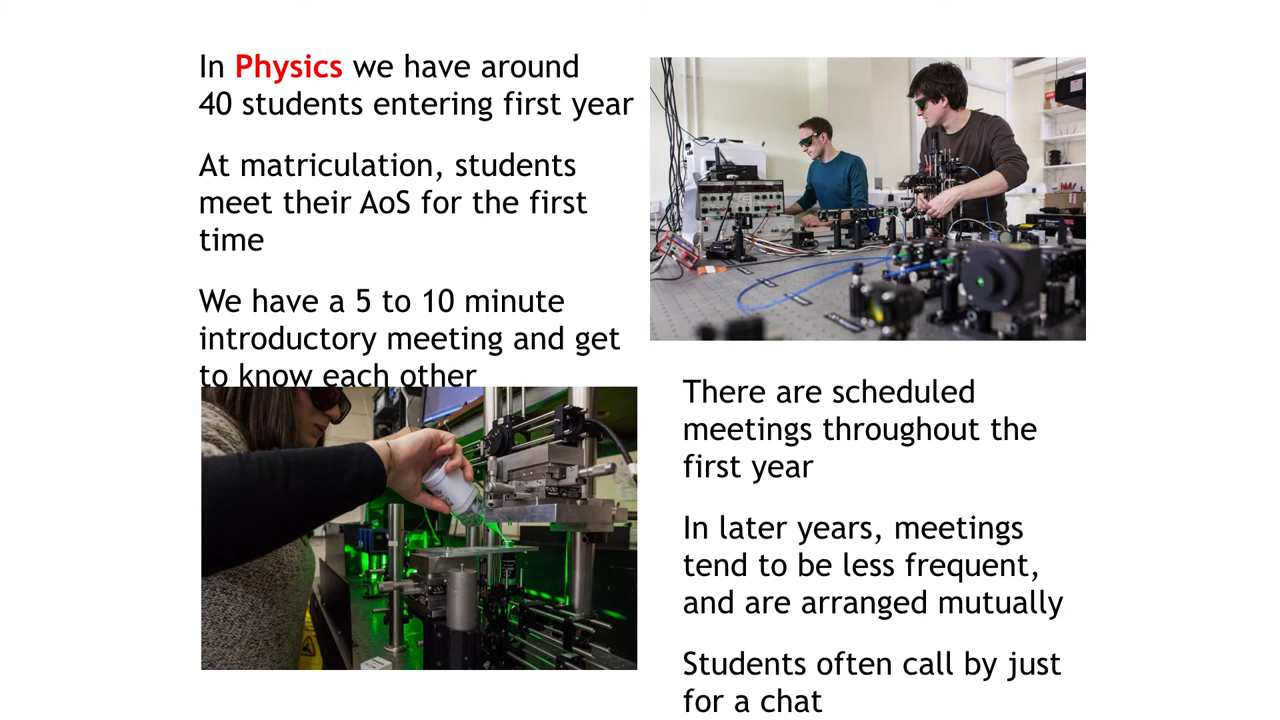 In Physics we have around
40 students entering first year
At matriculation, students
meet their AoS for the first
time
We have a 5 to 10 minute
introductory meeting and get
to know each other
There are scheduled
meetings throughout the
first year
In later years, meetings
tend to be less frequent,
and are arranged mutually
Students often call by just
for a chat